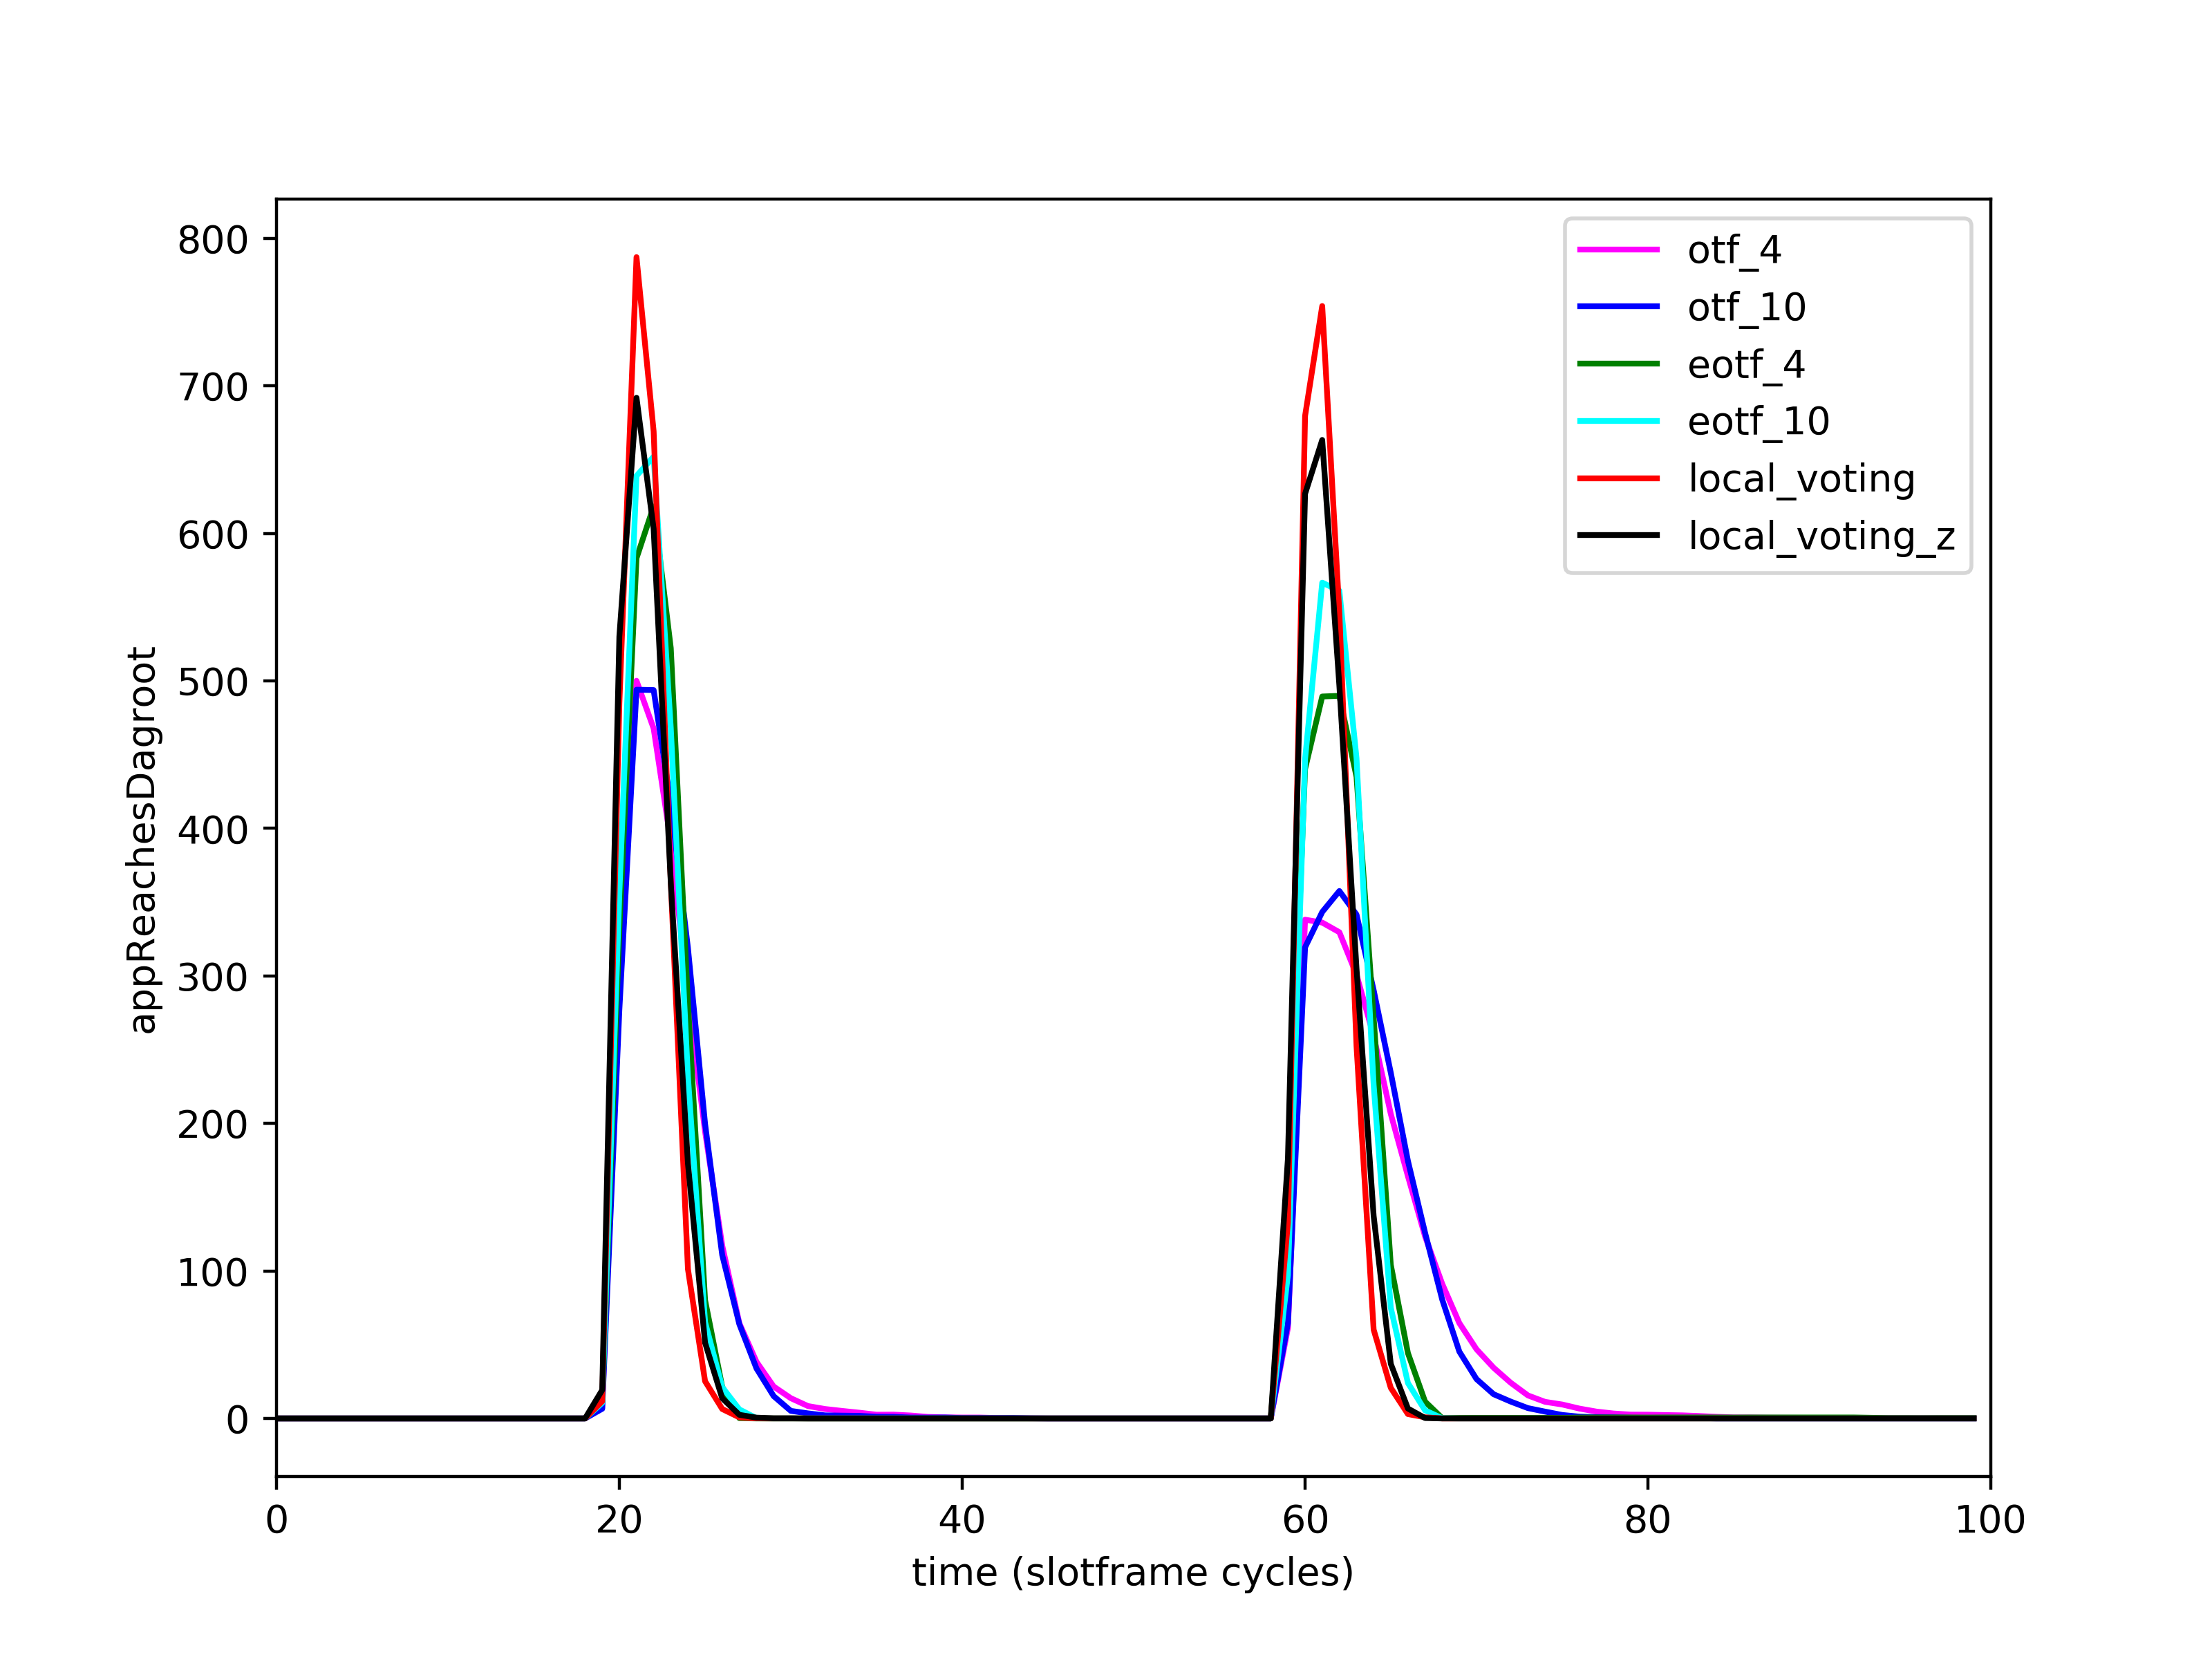 800
700
600
500
400
300
200
100
0
appReachesDagroot
0 20 40 60 80 100
time (slotframe cycles)
otf_4
otf_10
eotf_4
eotf_10
local_voting
local_voting_z